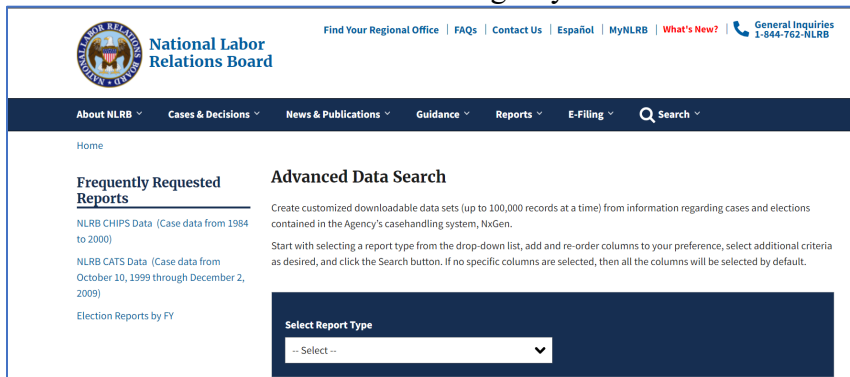 Find Your Regional Office | FAQs | Contact Us | Español | MyNLRB | What's New? | General Inquiries
1-844-762-NLRB
National Labor
Relations Board
About NLRB
Cases & Decisions
News & Publications
Guidance
Reports
E-Filing
Search
Home
Frequently Requested
Reports
NLRB CHIPS Data (Case data from 1984
to 2000)
NLRB CATS Data (Case data from
October 10, 1999 through December 2,
2009)
Election Reports by FY
Advanced Data Search
Create customized downloadable data sets (up to 100,000 records at a time) from information regarding cases and elections
contained in the Agency's casehandling system, NxGen.
Start with selecting a report type from the drop-down list, add and re-order columns to your preference, select additional criteria
as desired, and click the Search button. If no specific columns are selected, then all the columns will be selected by default.
Select Report Type
-- Select --